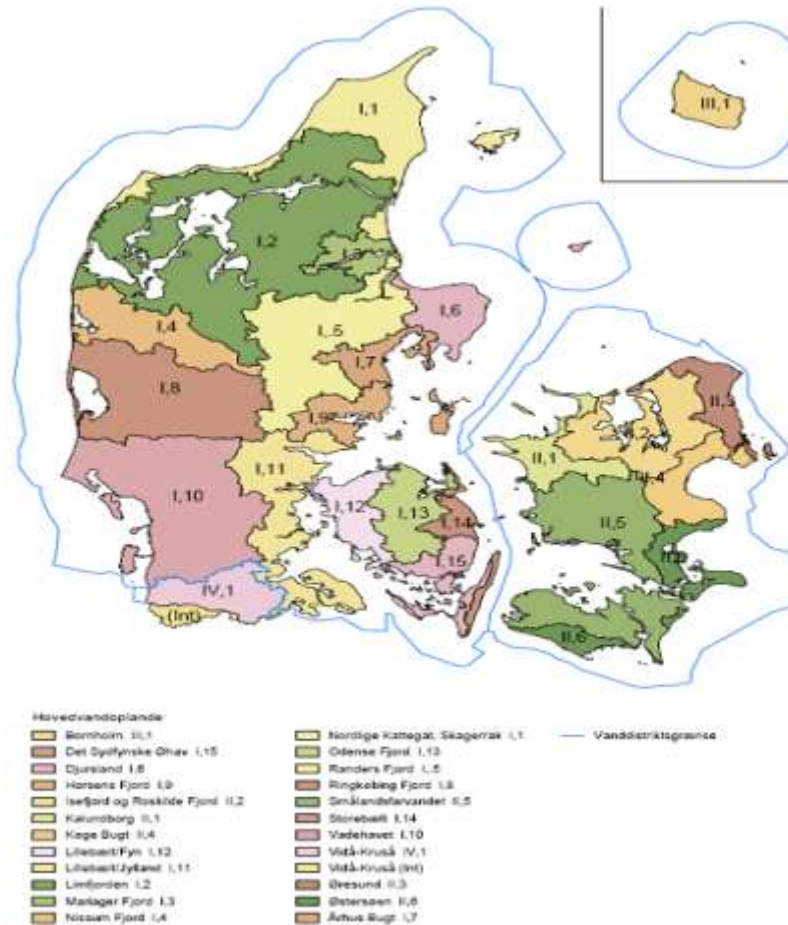 I,1
III,1
I,2
I,3
I,4
I,6
I,5
I,7
I,8
I,9
II,3
II,2
II,1
II,4
I,11
I,10
I,12
I,13
I,14
II,5
I,15
IV,1
(Int)
II,6
Hovedvandoplande
Bornholm III,1
Det Sydfynske Øhav I,15
Djursland I,6
Horsens Fjord I,9
Isefjord og Roskilde Fjord II,2
Kalundborg II,1
Køge Bugt II,4
Lillebælt/Fyn I,12
Lillebælt/Jylland I,11
Limfjorden I,2
Mariager Fjord I,3
Nissum Fjord I,4
Nordlige Kattegat, Skagerrak I,1
Odense Fjord I,13
Randers Fjord I,5
Ringkøbing Fjord I,8
Smålandsfarvandet II,5
Storebælt I,14
Vadehavet I,10
Vidå-Kruså IV,1
Vidå-Kruså (Int)
Øresund II,3
Østersøen II,6
Århus Bugt I,7
Vanddistriktsgrænse